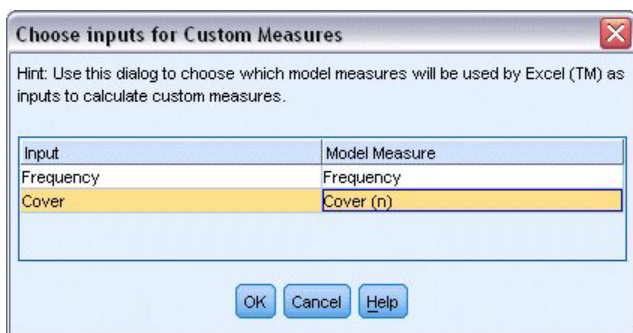 Choose inputs for Custom Measures
Hint: Use this dialog to choose which model measures will be used by Excel (TM) as
inputs to calculate custom measures.
Input Model Measure
Frequency Frequency
Cover Cover (n)
OK Cancel Help